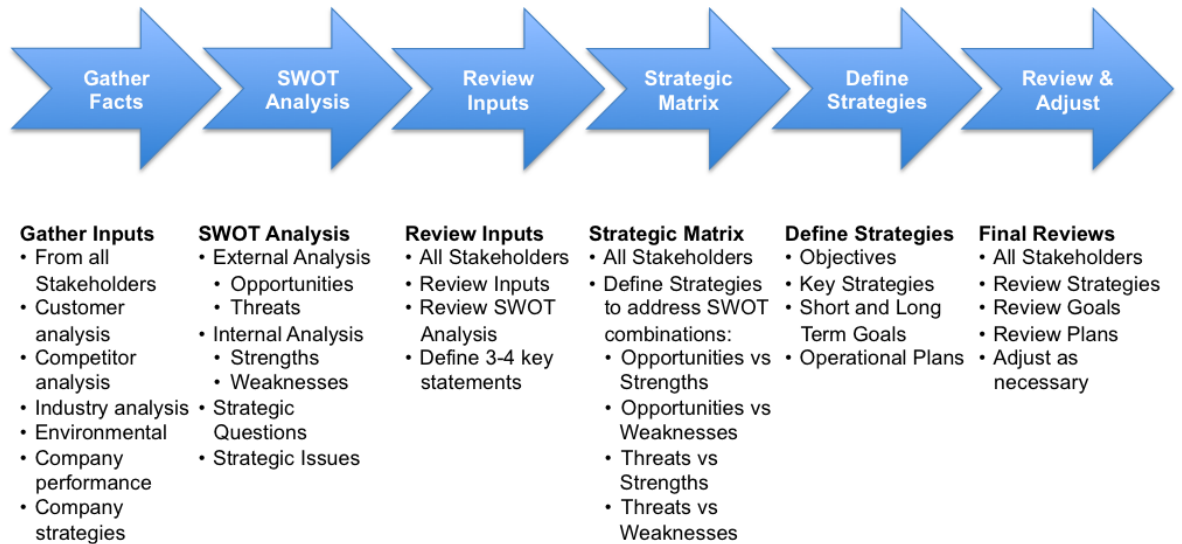 Gather
Facts
SWOT
Analysis
Review
Inputs
Strategic
Matrix
Define
Strategies
Review &
Adjust
Gather Inputs
• From all
Stakeholders
• Customer
analysis
• Competitor
analysis
• Industry analysis
• Environmental
• Company
performance
• Company
strategies
SWOT Analysis
• External Analysis
• Opportunities
• Threats
• Internal Analysis
• Strengths
• Weaknesses
• Strategic
Questions
• Strategic Issues
Review Inputs
• All Stakeholders
• Review Inputs
• Review SWOT
Analysis
• Define 3-4 key
statements
Strategic Matrix
• All Stakeholders
• Define Strategies
to address SWOT
combinations:
• Opportunities vs
Strengths
• Opportunities vs
Weaknesses
• Threats vs
Strengths
• Threats vs
Weaknesses
Define Strategies
• Objectives
• Key Strategies
• Short and Long
Term Goals
• Operational Plans
Final Reviews
• All Stakeholders
• Review Strategies
• Review Goals
• Review Plans
• Adjust as
necessary